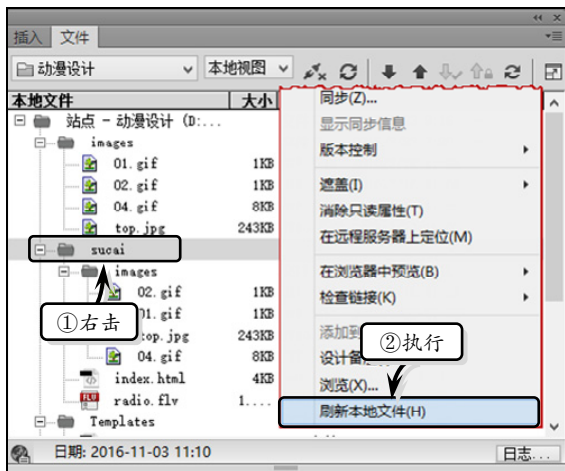 插入 文件
动漫设计 本地视图
本地文件 大小
站点 - 动漫设计 (D:...
images
01.gif 1KB
02.gif 1KB
04.gif 8KB
top.jpg 243KB
sucai
images
02.gif 1KB
01.gif 1KB
top.jpg 243KB
04.gif 8KB
index.html 4KB
radio.flv 1....
Templates
同步(Z)...
显示同步信息
版本控制
遮盖(I)
消除只读属性(T)
在远程服务器上定位(M)
在浏览器中预览(B)
检查链接(K)
添加到
设计备
浏览(X)...
刷新本地文件(H)
①右击
②执行
日期: 2016-11-03 11:10 日志...